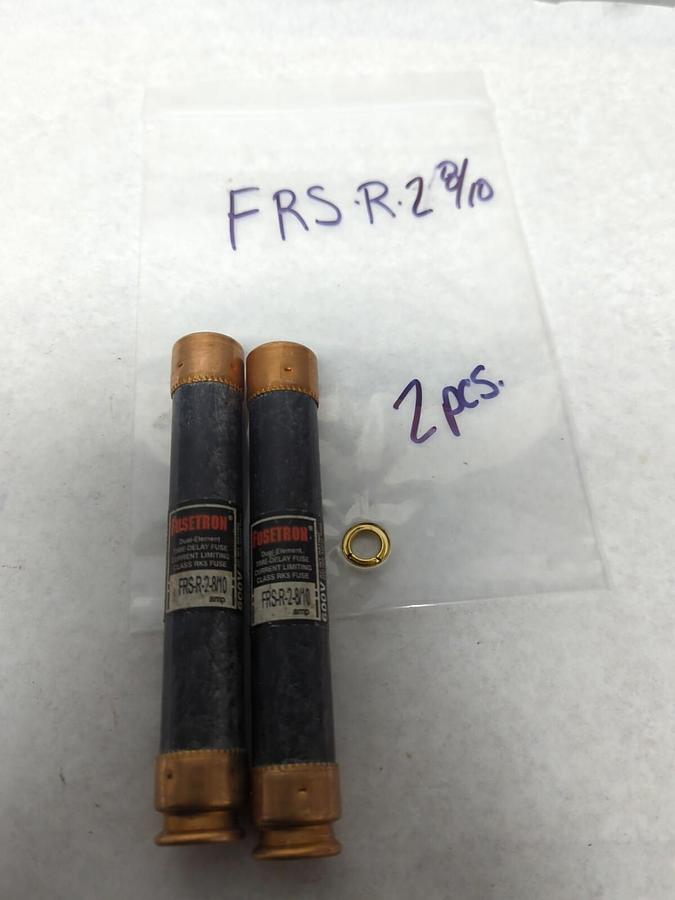 FRS-R-2 8/10
2 pcs.
FUSETRON®
Dual-Element,
TIME-DELAY FUSE
CURRENT LIMITING
CLASS RK5 FUSE
FRS-R-2-8/10
amp
600V
FUSETRON®
Dual-Element,
TIME-DELAY FUSE
CURRENT LIMITING
CLASS RK5 FUSE
FRS-R-2-8/10
amp
600V